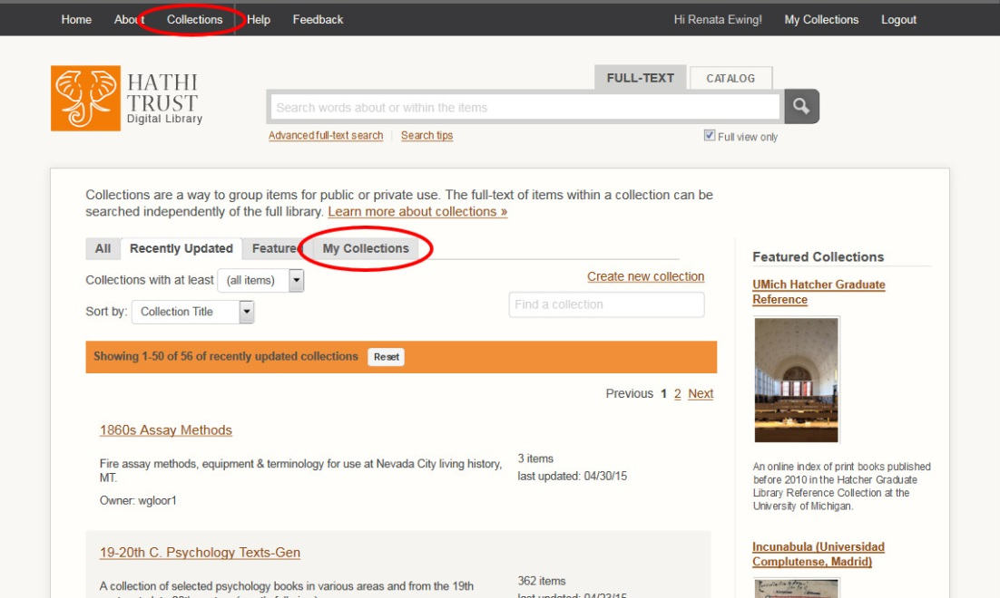 Home About Collections Help Feedback Hi Renata Ewing! My Collections Logout
HATHI
TRUST
Digital Library
FULL-TEXT CATALOG
Search words about or within the items
Advanced full-text search Search tips Full view only
Collections are a way to group items for public or private use. The full-text of items within a collection can be
searched independently of the full library. Learn more about collections »
All Recently Updated Featured My Collections
Collections with at least (all items)
Create new collection
Sort by: Collection Title
Find a collection
Showing 1-50 of 56 of recently updated collections Reset
Previous 1 2 Next
1860s Assay Methods
Fire assay methods, equipment & terminology for use at Nevada City living history,
MT.
Owner: wgloor1
3 items
last updated: 04/30/15
19-20th C. Psychology Texts-Gen
A collection of selected psychology books in various areas and from the 19th
362 items
last updated: 04/23/15
Featured Collections
UMich Hatcher Graduate
Reference
An online index of print books published
before 2010 in the Hatcher Graduate
Library Reference Collection at the
University of Michigan.
Incunabula (Universidad
Complutense, Madrid)